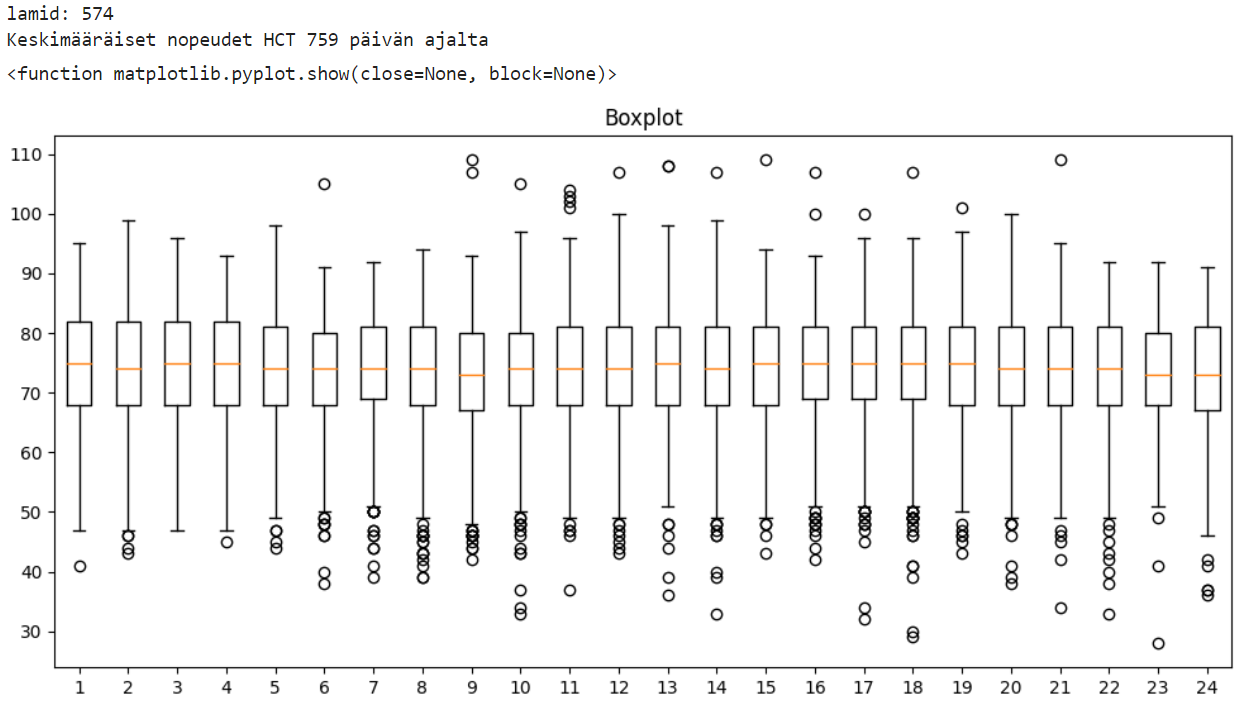 lamid: 574
Keskimääräiset nopeudet HCT 759 päivän ajalta
<function matplotlib.pyplot.show(close=None, block=None)>
Boxplot
110
100
90
80
70
60
50
40
30
1 2 3 4 5 6 7 8 9 10 11 12 13 14 15 16 17 18 19 20 21 22 23 24